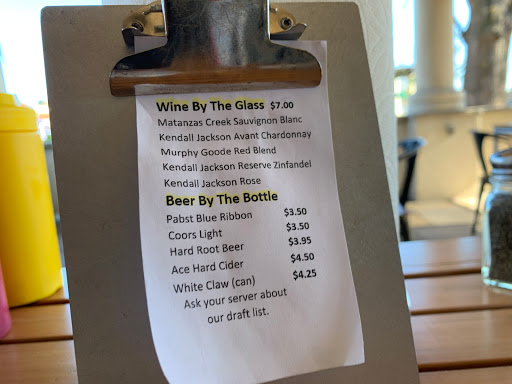 Wine By The Glass $7.00
Matanzas Creek Sauvignon Blanc
Kendall Jackson Avant Chardonnay
Murphy Goode Red Blend
Kendall Jackson Reserve Zinfandel
Kendall Jackson Rose
Beer By The Bottle
Pabst Blue Ribbon $3.50
Coors Light $3.50
Hard Root Beer $3.95
Ace Hard Cider $4.50
White Claw (can) $4.25
Ask your server about
our draft list.